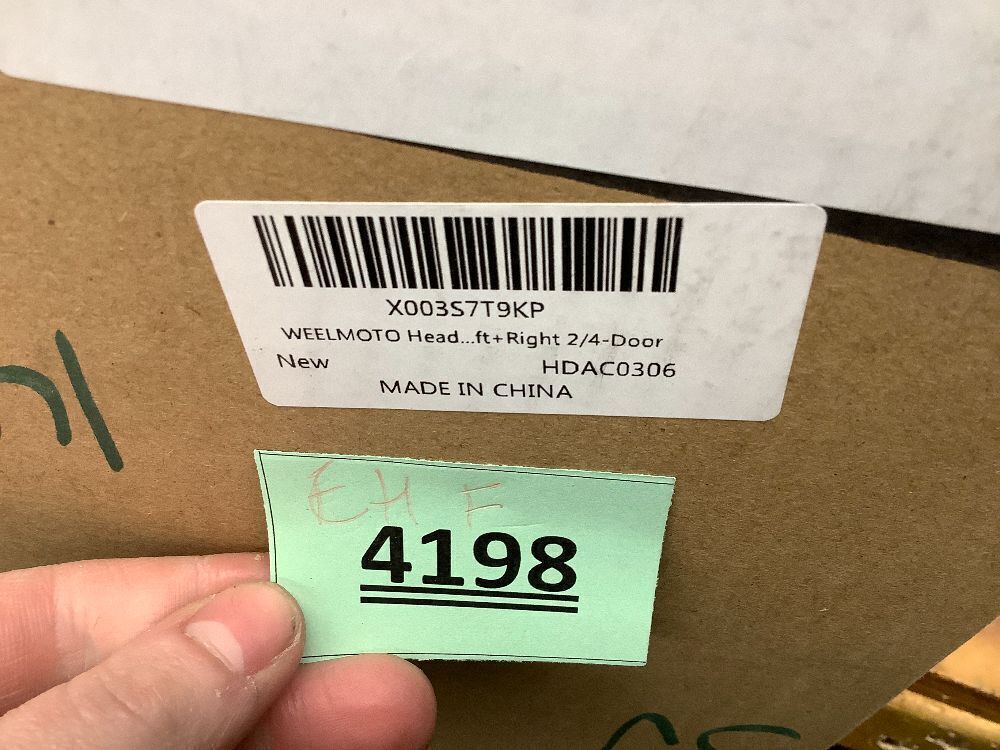 X003S7T9KP
WEELMOTO Head...ft+Right 2/4-Door
New HDAC0306
MADE IN CHINA
EH F
4198